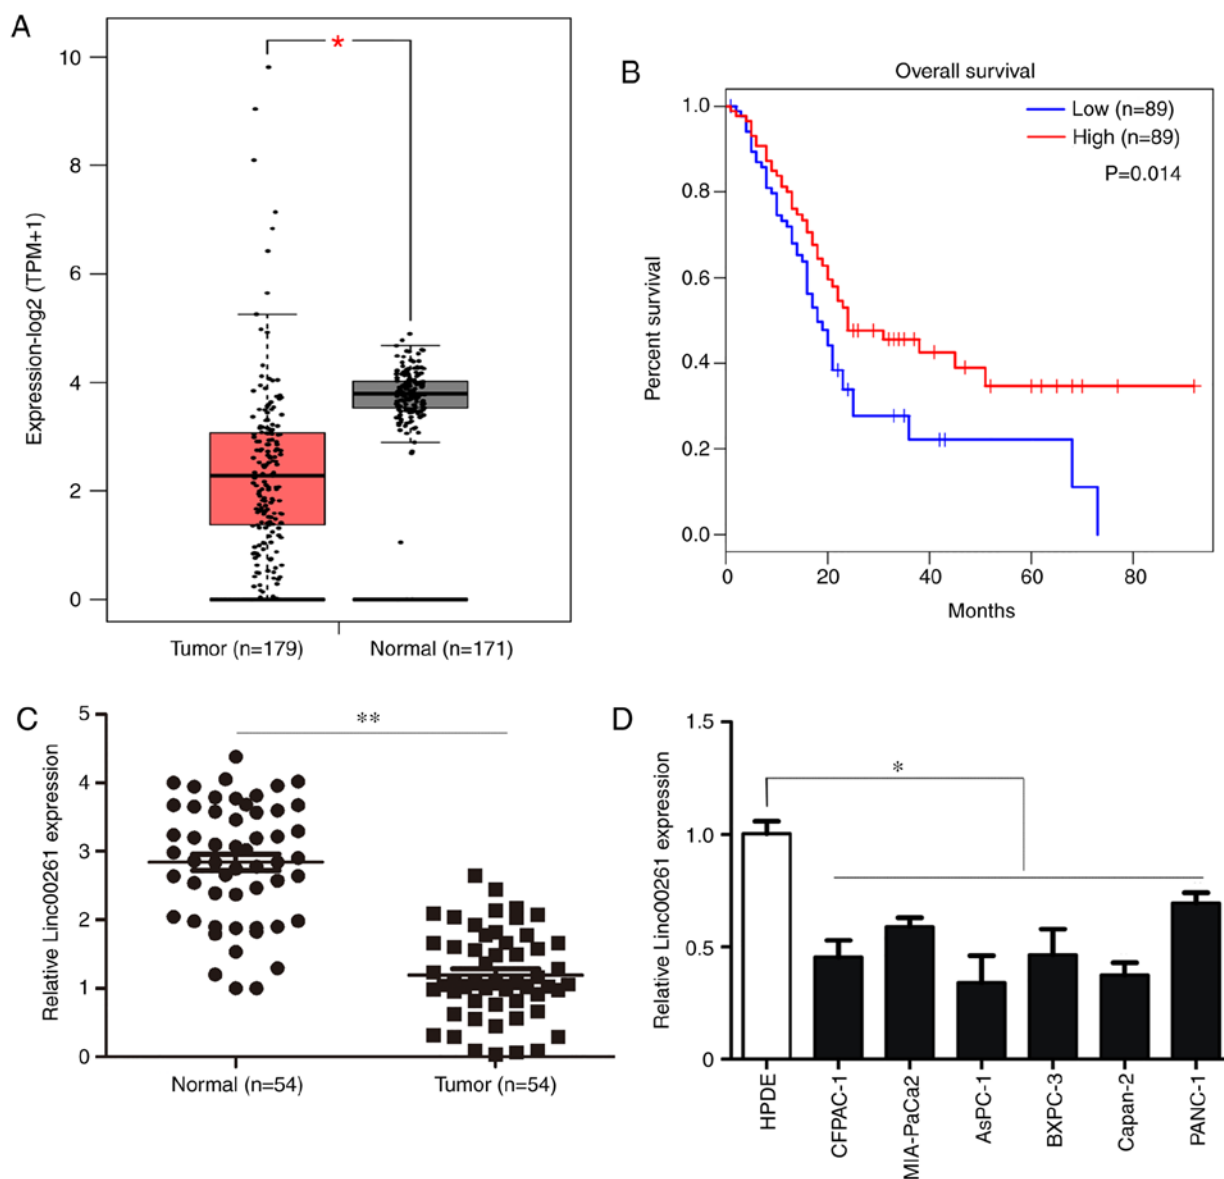 A
Expression-log2 (TPM+1)
10
8
6
4
2
0
*
Tumor (n=179)
Normal (n=171)
B
Overall survival
Percent survival
1.0
0.8
0.6
0.4
0.2
0.0
Low (n=89)
High (n=89)
P=0.014
0 20 40 60 80
Months
C
Relative Linc00261 expression
5
4
3
2
1
0
**
Normal (n=54)
Tumor (n=54)
D
Relative Linc00261 expression
1.5
1.0
0.5
0
*
HPDE
CFPAC-1
MIA-PaCa2
AsPC-1
BXPC-3
Capan-2
PANC-1